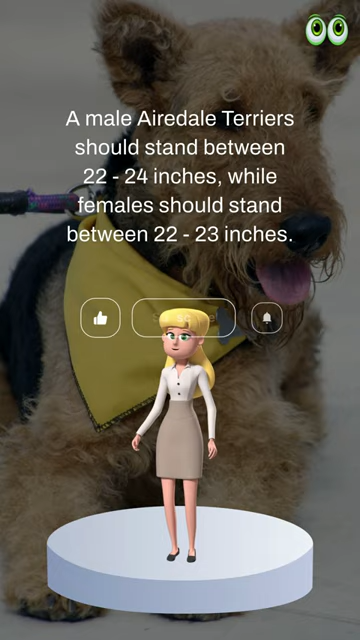 A male Airedale Terriers
should stand between
22 - 24 inches, while
females should stand
between 22 - 23 inches.